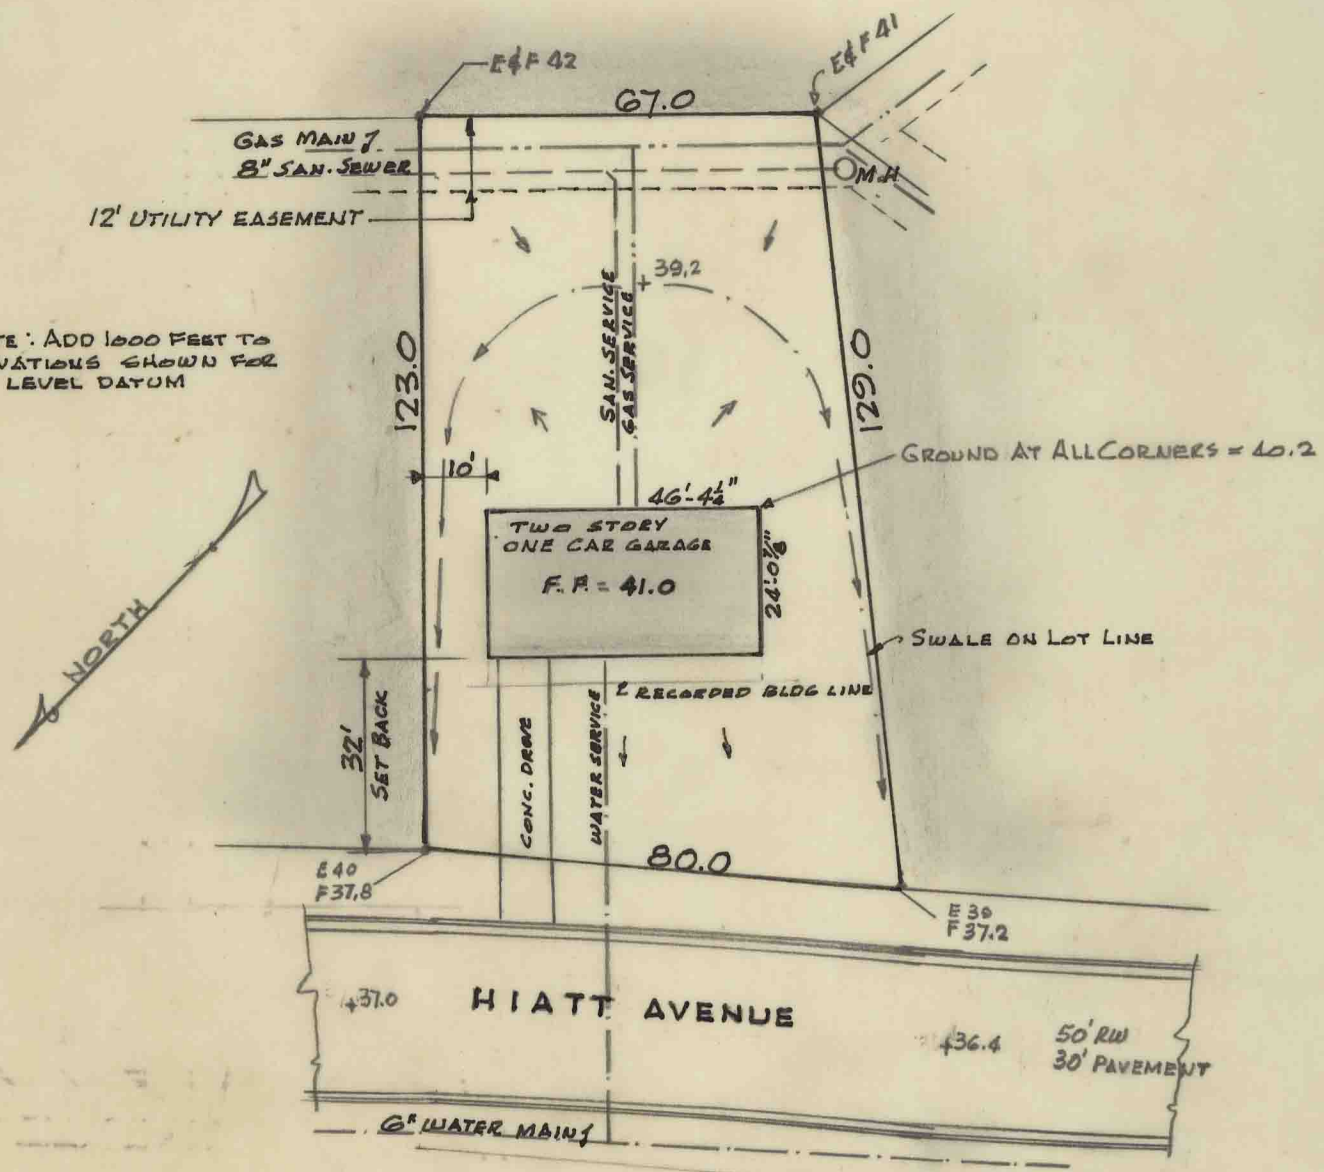 E&F 42
E&F 41
67.0
GAS MAIN
8" SAN. SEWER
M.H
12' UTILITY EASEMENT
39.2
TE: ADD 1000 FEET TO
VATIONS SHOWN FOR
LEVEL DATUM
123.0
SAN. SERVICE
GAS SERVICE
129.0
10'
GROUND AT ALL CORNERS = 40.2
46'-4¼"
TWO STORY
ONE CAR GARAGE
F.F. = 41.0
24'-0⅞"
NORTH
SWALE ON LOT LINE
RECORDED BLDG LINE
32'
SET BACK
CONC. DRIVE
WATER SERVICE
80.0
E 40
F 37.8
E 39
F 37.2
+37.0
HIATT AVENUE
+36.4
50' RW
30' PAVEMENT
6" WATER MAIN